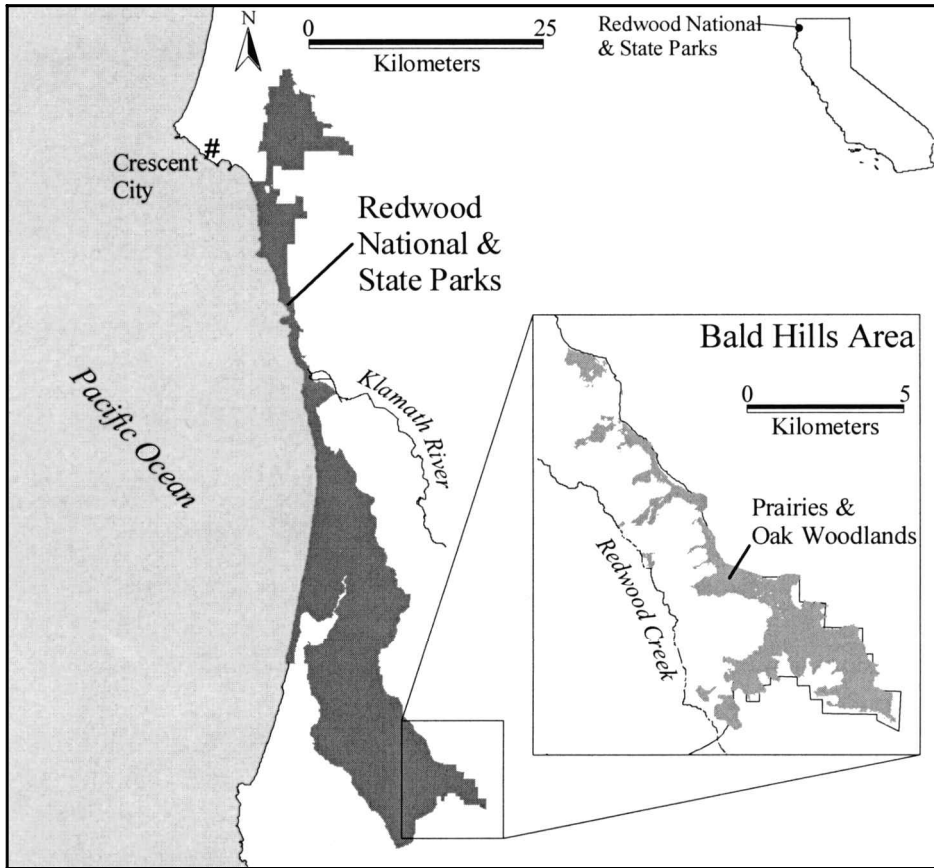 N
0
25
Kilometers
Redwood National
& State Parks
#
Crescent
City
Redwood
National &
State Parks
Klamath River
Pacific Ocean
Bald Hills Area
0
5
Kilometers
Prairies &
Oak Woodlands
Redwood Creek